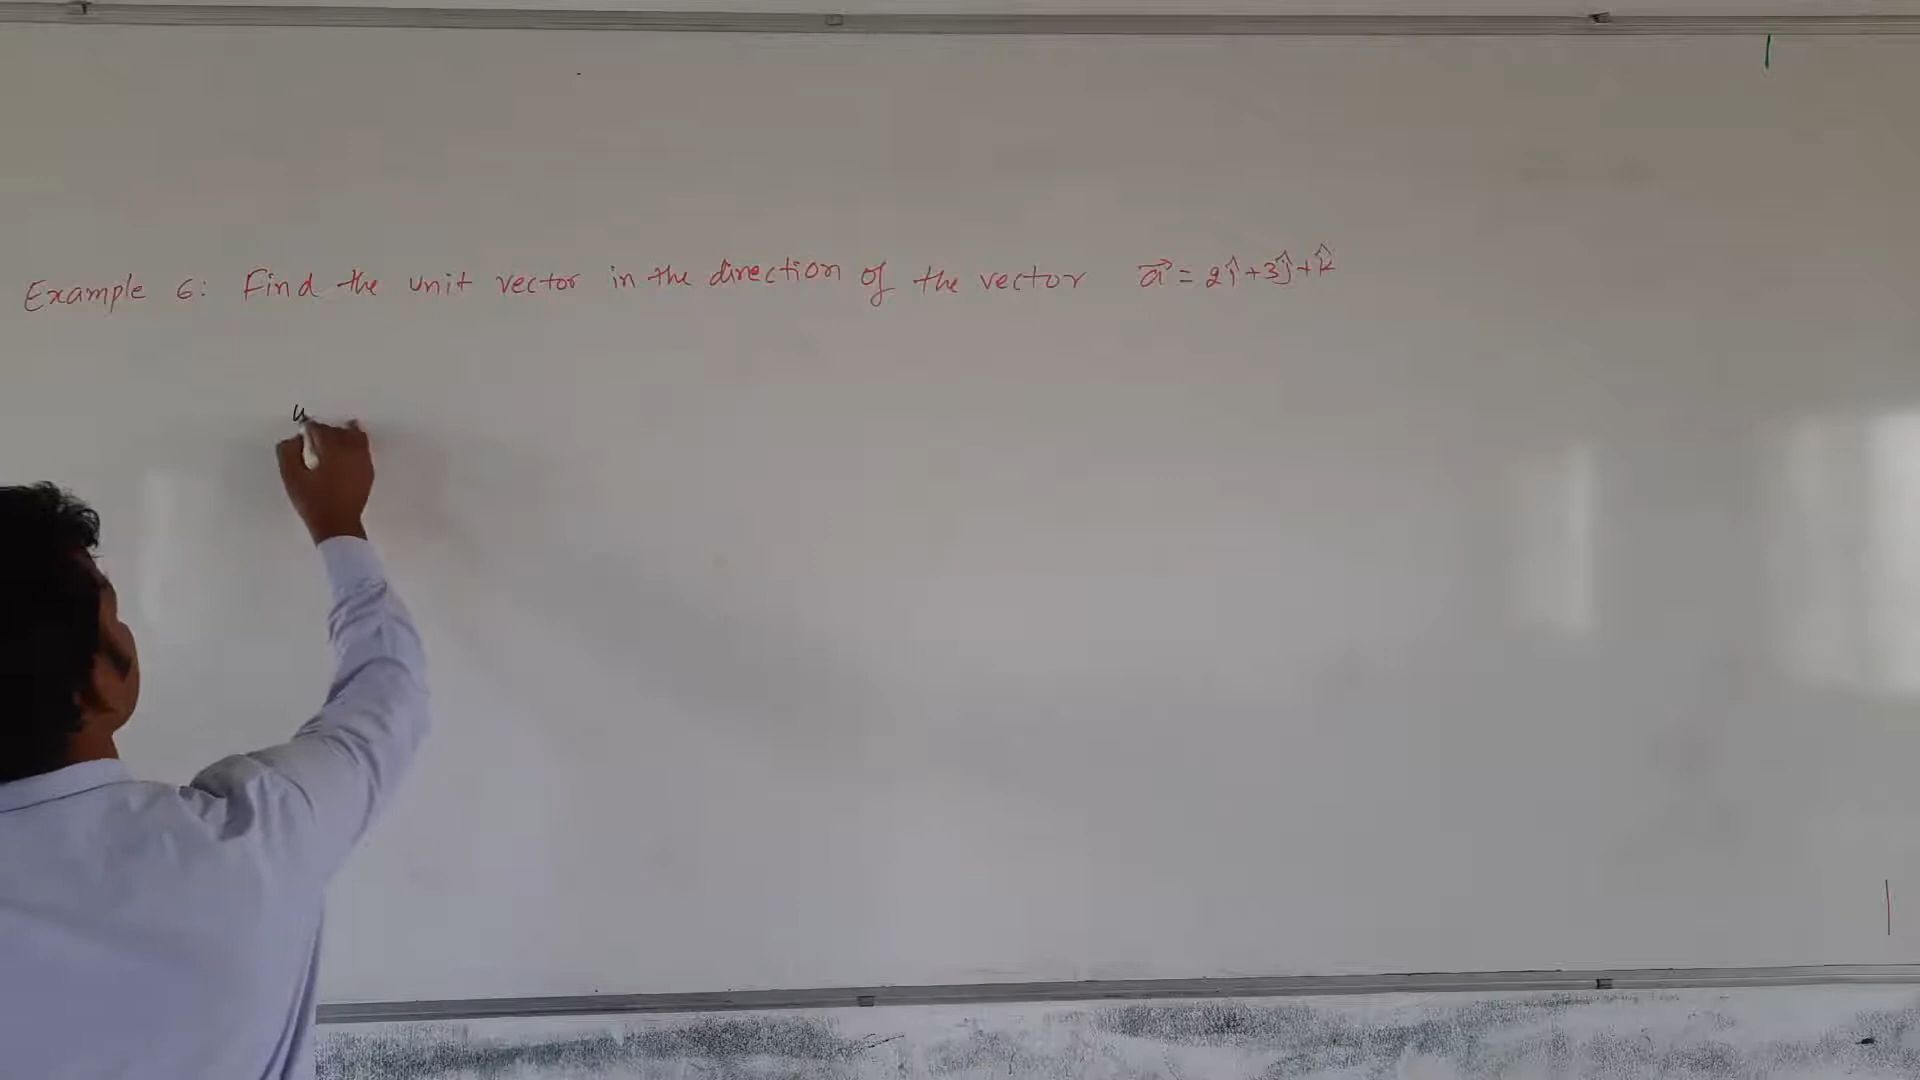 Example 6: Find the unit vector in the direction of the vector a⃗ = 2î+3ĵ+k̂
u